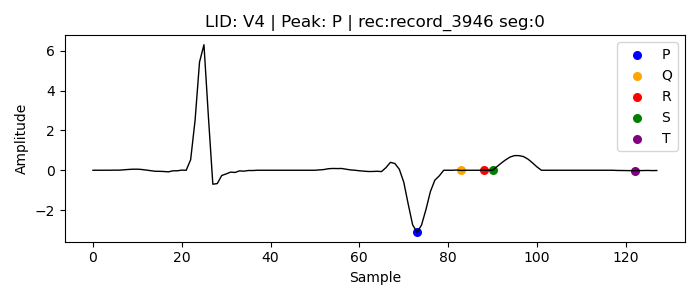 LID: V4 | Peak: P | rec:record_3946 seg:0
Amplitude
6
4
2
0
−2
0
20
40
60
80
100
120
Sample
P
Q
R
S
T